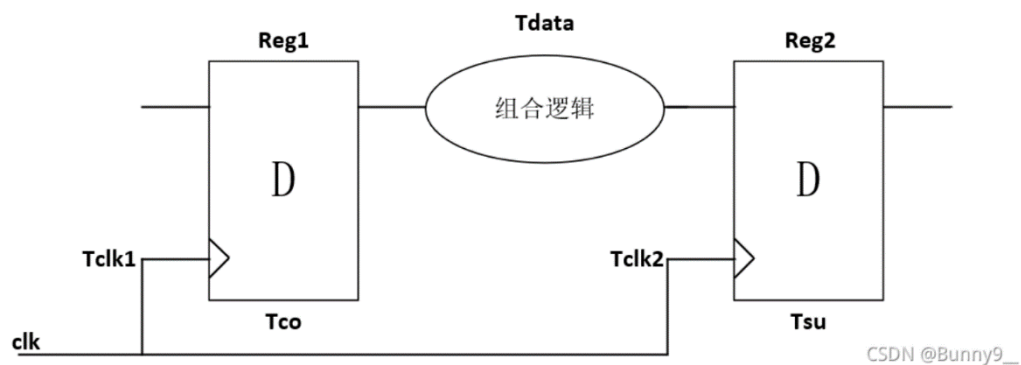 Tdata
Reg1
Reg2
组合逻辑
D
D
Tclk1
Tclk2
Tco
Tsu
clk
CSDN @Bunny9__